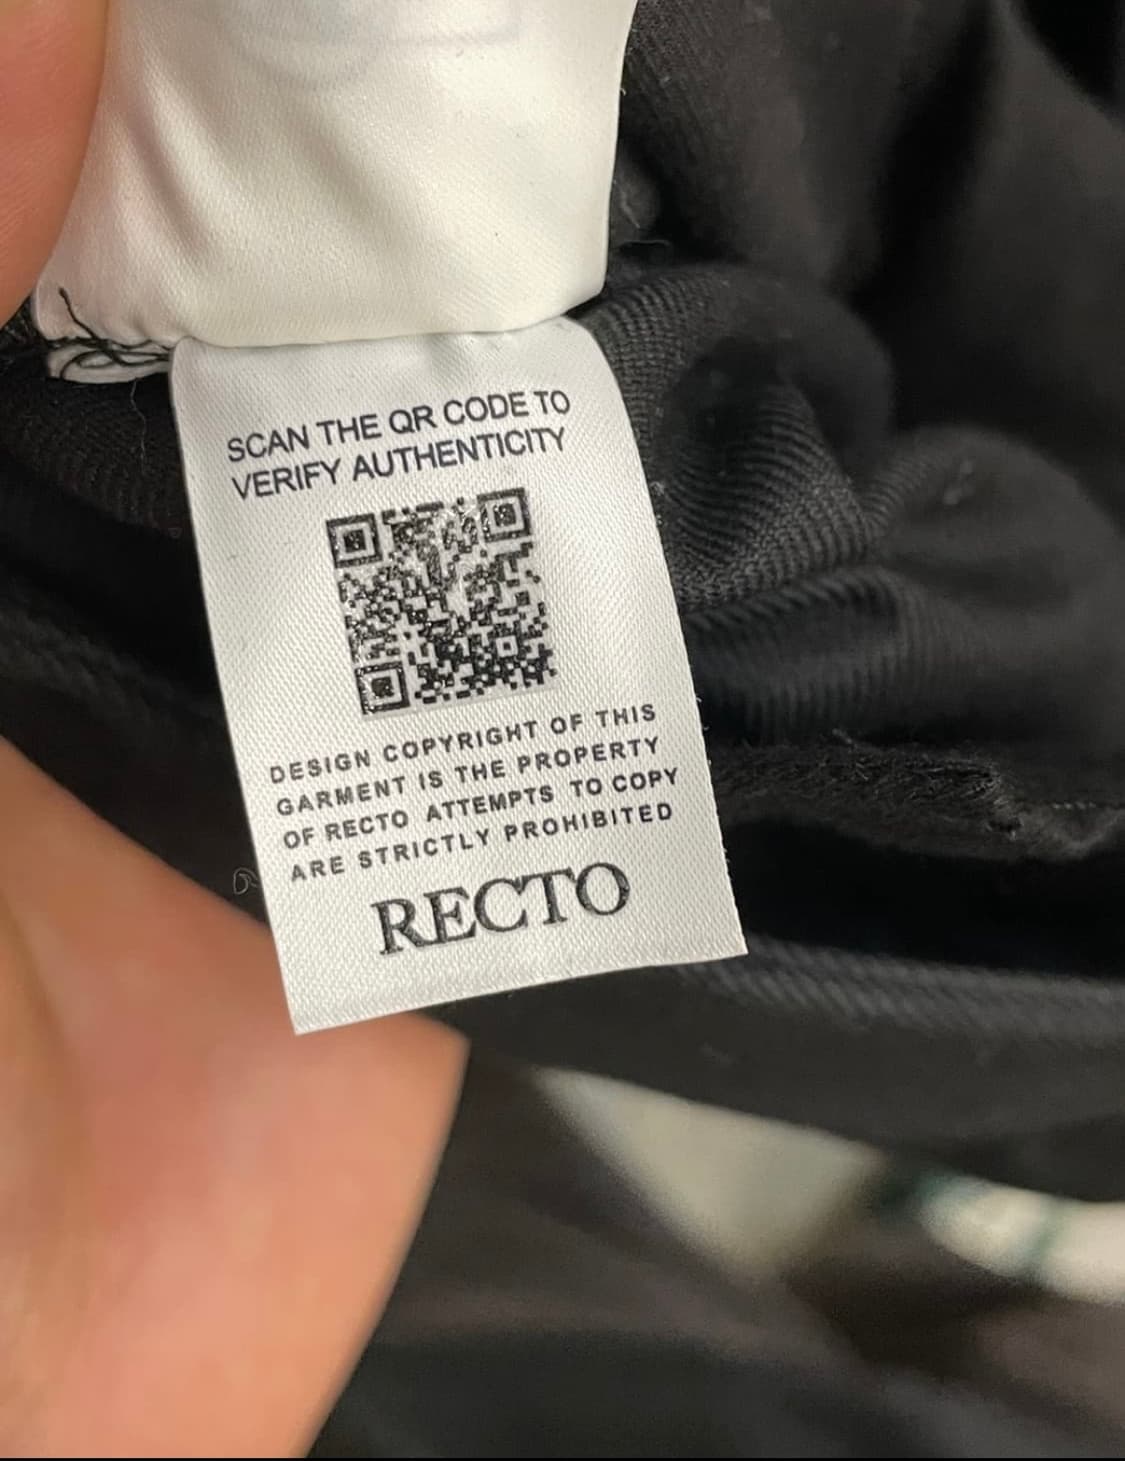 SCAN THE QR CODE TO
VERIFY AUTHENTICITY
DESIGN COPYRIGHT OF THIS
GARMENT IS THE PROPERTY
OF RECTO ATTEMPTS TO COPY
ARE STRICTLY PROHIBITED
RECTO